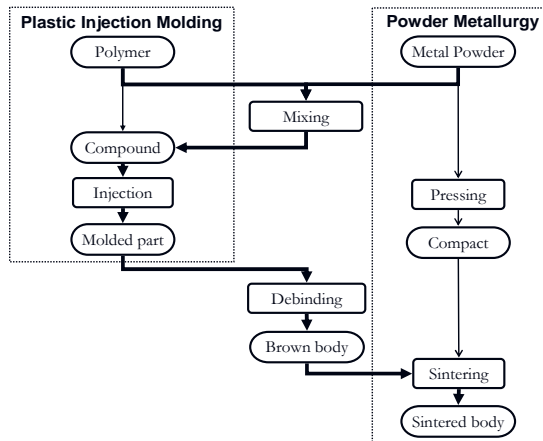 Plastic Injection Molding
Powder Metallurgy
Polymer
Metal Powder
Mixing
Compound
Injection
Pressing
Molded part
Compact
Debinding
Brown body
Sintering
Sintered body